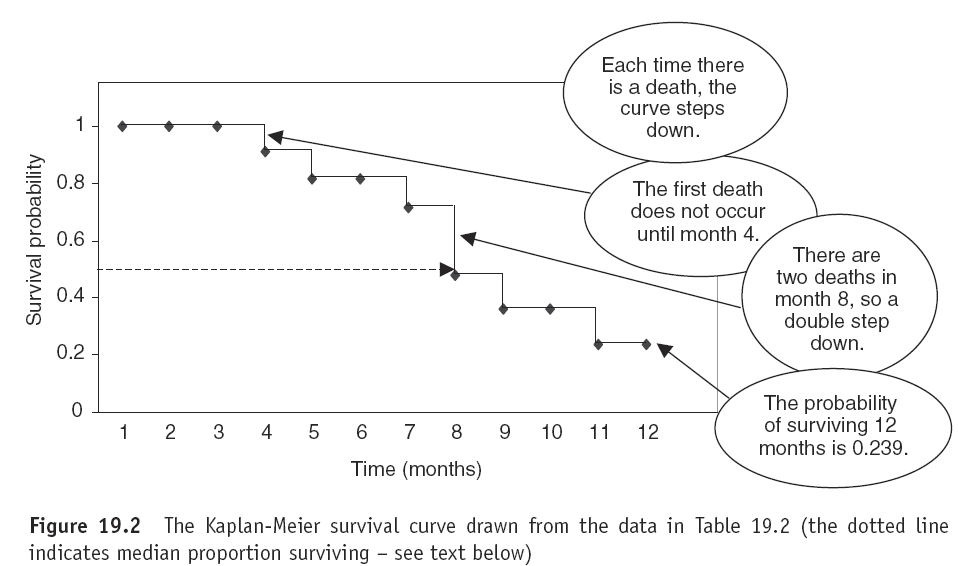 Each time there
is a death, the
curve steps
down.
The first death
does not occur
until month 4.
There are
two deaths in
month 8, so a
double step
down.
The probability
of surviving 12
months is 0.239.
Survival probability
1
0.8
0.6
0.4
0.2
0
1 2 3 4 5 6 7 8 9 10 11 12
Time (months)
Figure 19.2 The Kaplan-Meier survival curve drawn from the data in Table 19.2 (the dotted line
indicates median proportion surviving – see text below)